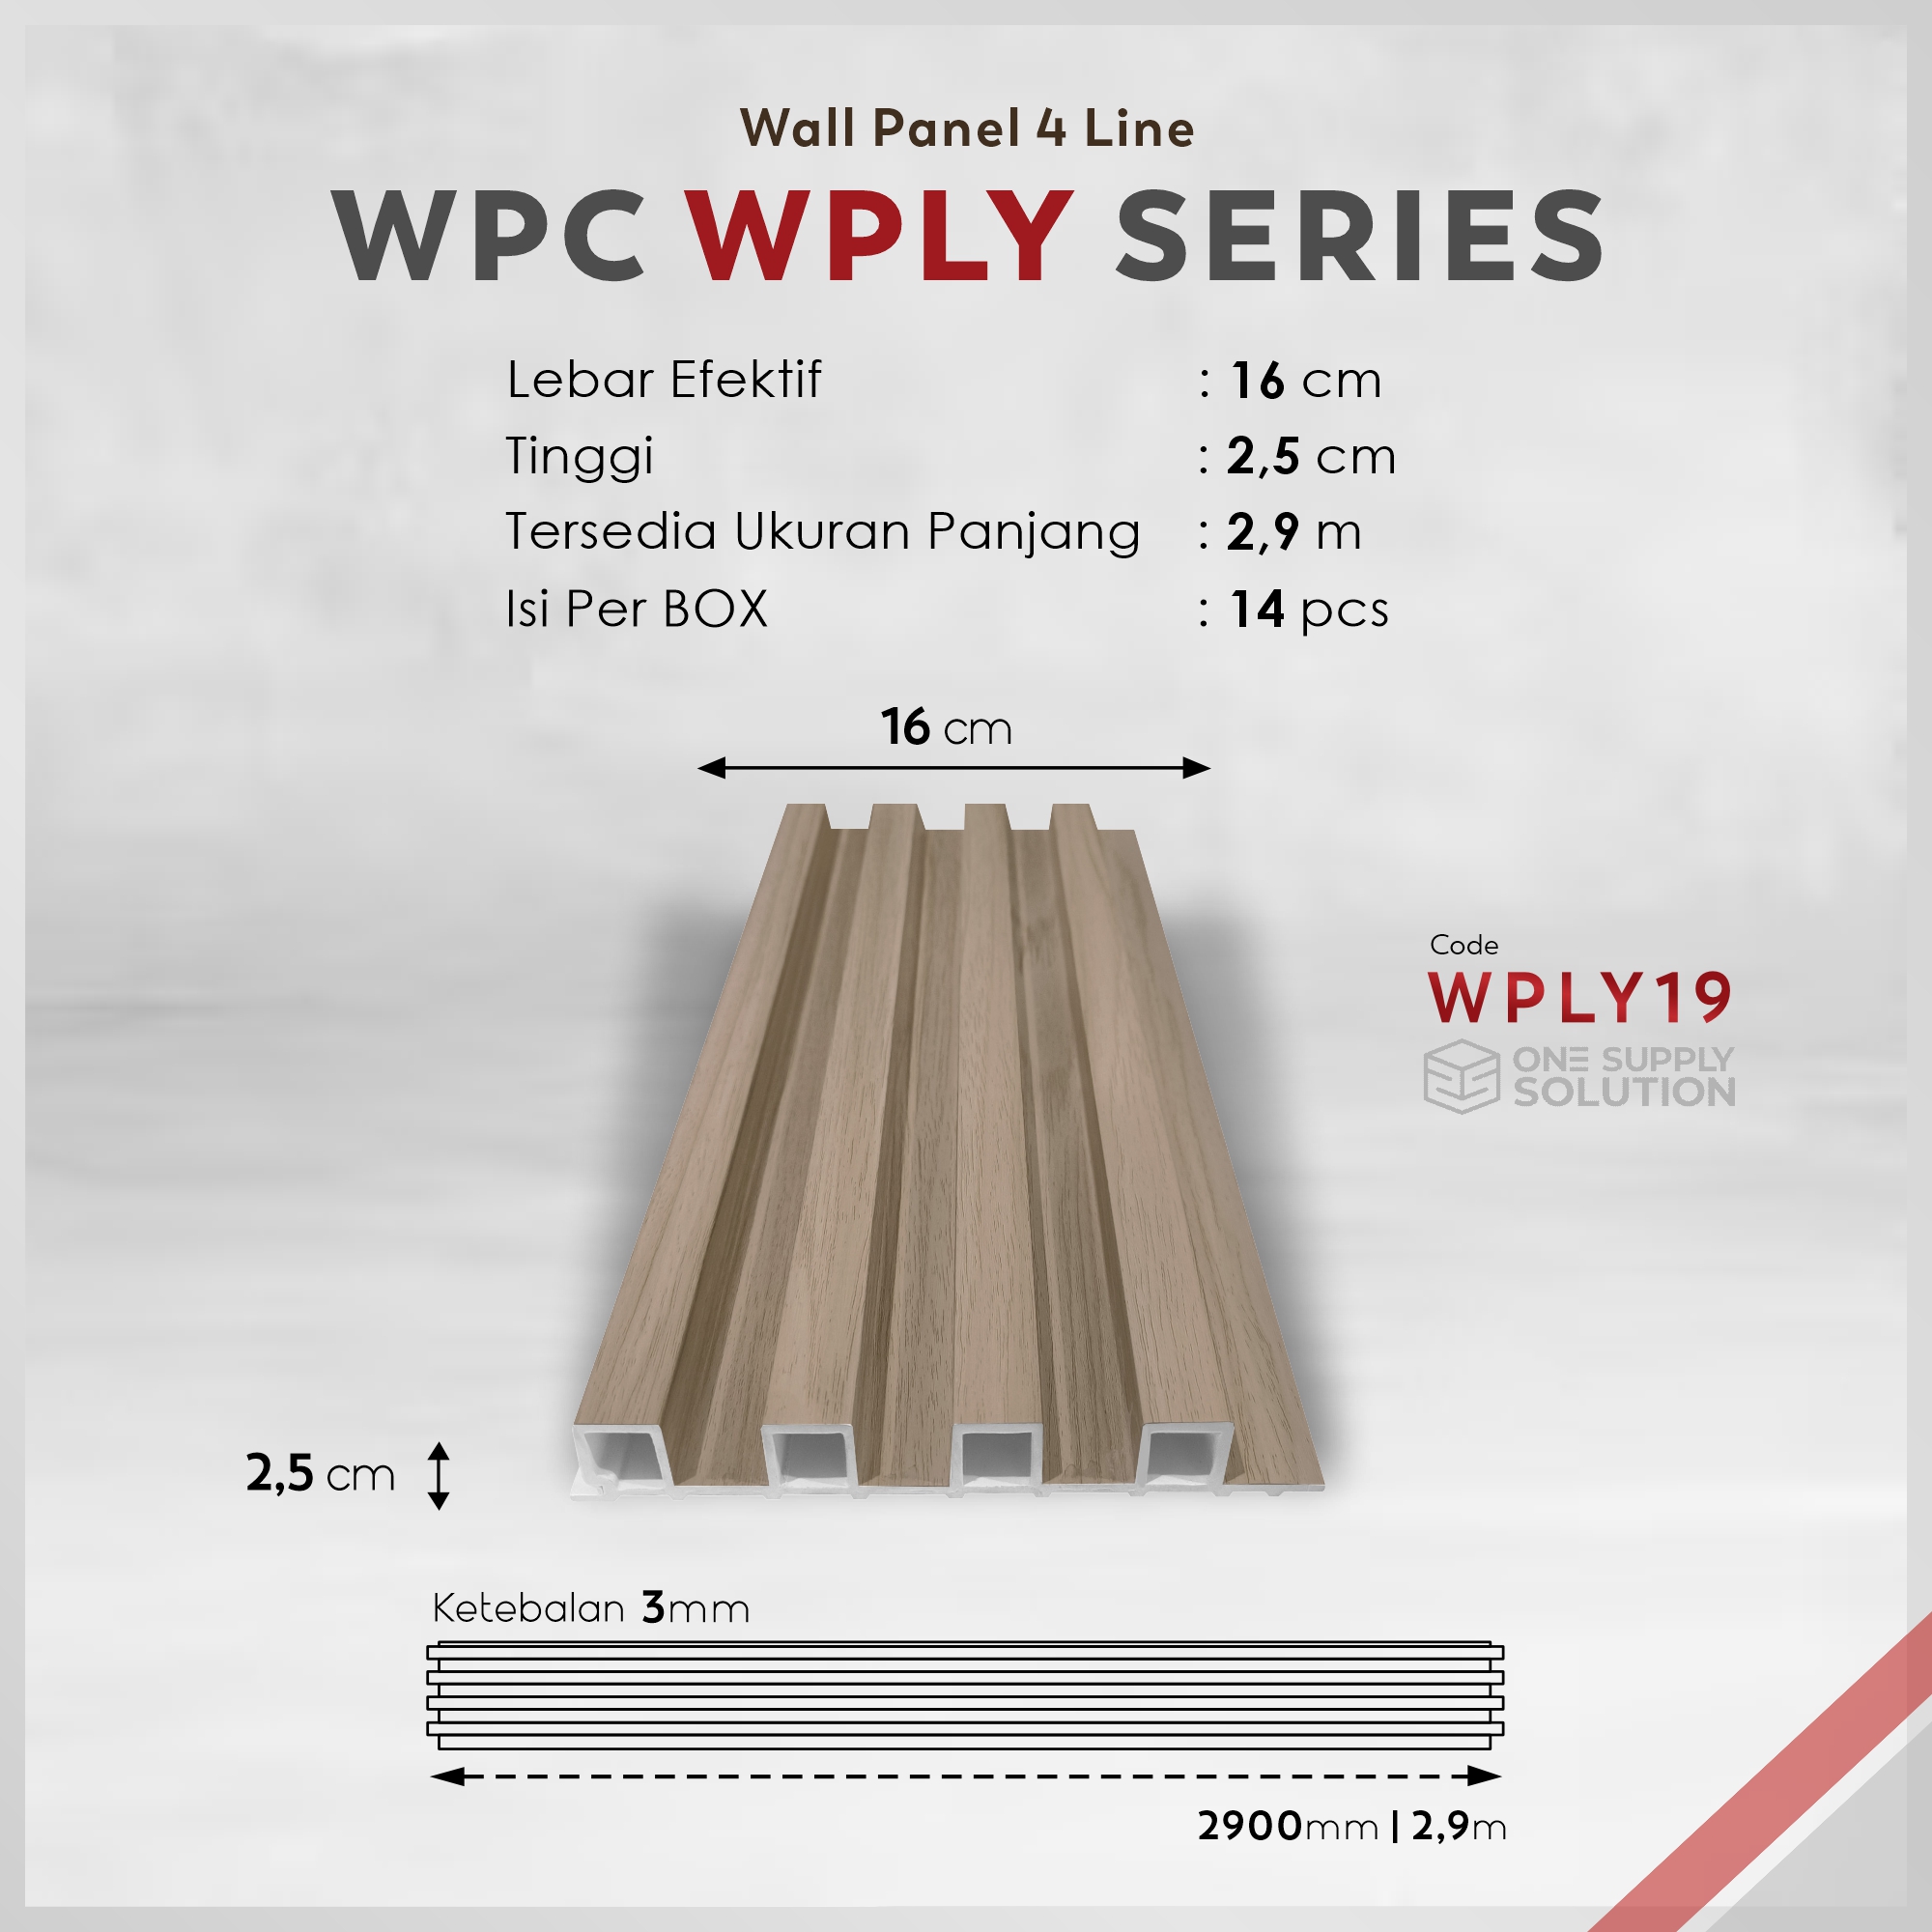 Wall Panel 4 Line
WPC WPLY SERIES
Lebar Efektif : 16 cm
Tinggi : 2,5 cm
Tersedia Ukuran Panjang : 2,9 m
Isi Per BOX : 14 pcs
16 cm
Code
WPLY19
ONE SUPPLY
SOLUTION
2,5 cm
Ketebalan 3mm
2900mm | 2,9m